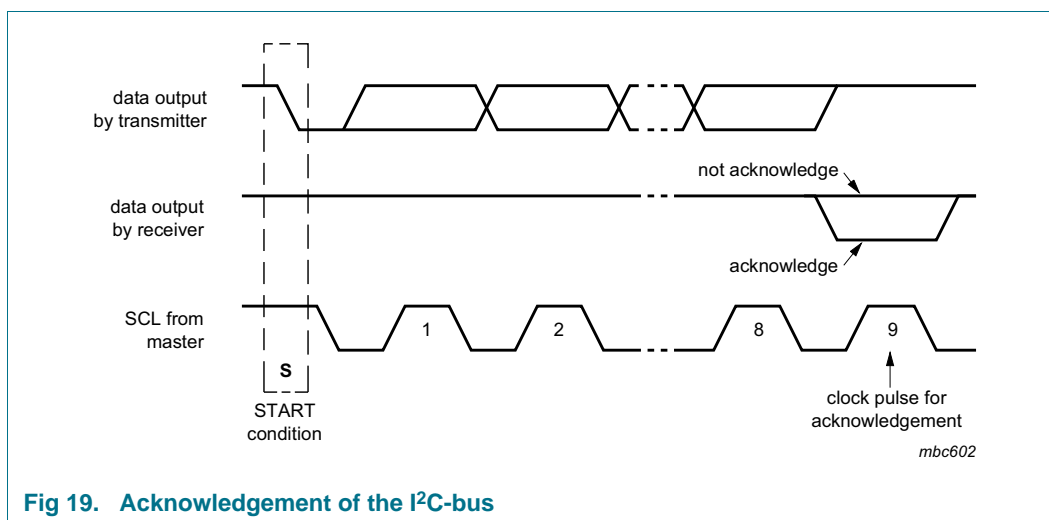 data output
by transmitter
not acknowledge
data output
by receiver
acknowledge
SCL from
master
1
2
8
9
S
START
condition
clock pulse for
acknowledgement
mbc602
Fig 19. Acknowledgement of the I²C-bus